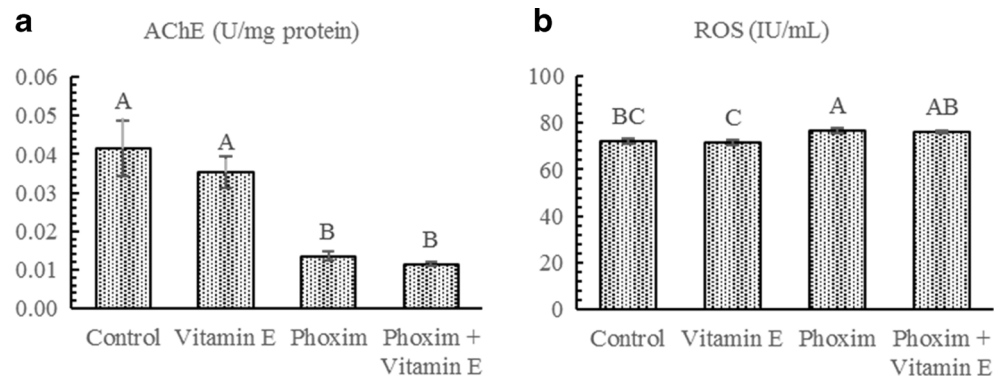 a
AChE (U/mg protein)
0.06
0.05
0.04
0.03
0.02
0.01
0.00
A
A
B
B
Control
Vitamin E
Phoxim
Phoxim +
Vitamin E
b
ROS (IU/mL)
100
80
60
40
20
0
BC
C
A
AB
Control
Vitamin E
Phoxim
Phoxim +
Vitamin E